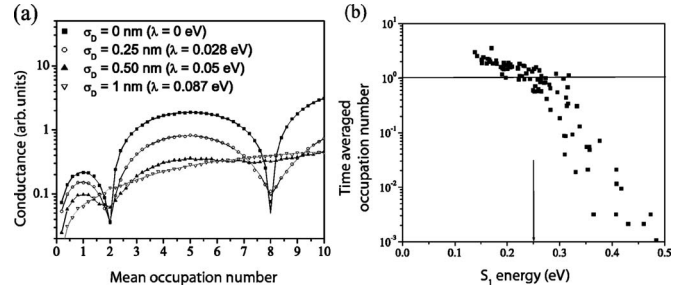 (a)
σD = 0 nm (λ = 0 eV)
σD = 0.25 nm (λ = 0.028 eV)
σD = 0.50 nm (λ = 0.05 eV)
σD = 1 nm (λ = 0.087 eV)
Conductance (arb. units)
10
1
0.1
0 1 2 3 4 5 6 7 8 9 10
Mean occupation number
(b)
Time averaged
occupation number
10¹
10⁰
10⁻¹
10⁻²
10⁻³
0.0 0.1 0.2 0.3 0.4 0.5
S₁ energy (eV)